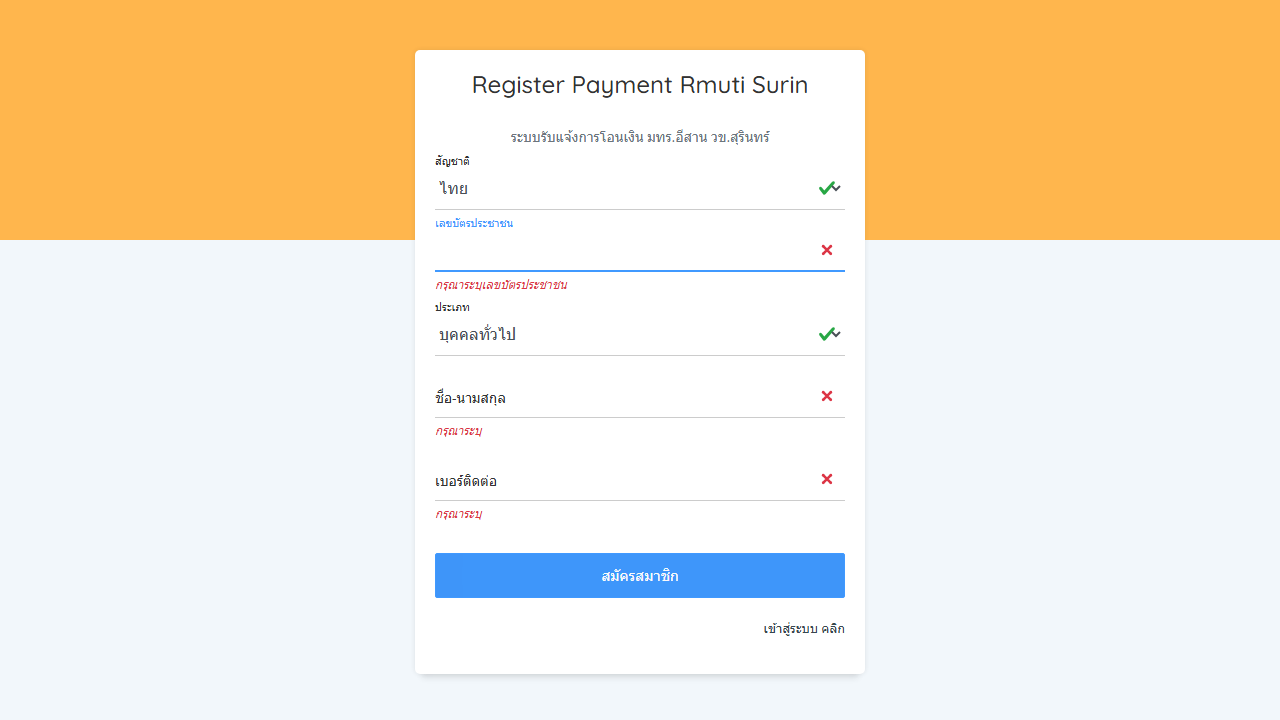 Register Payment Rmuti Surin
ระบบรับแจ้งการโอนเงิน มทร.อีสาน วข.สุรินทร์
สัญชาติ
ไทย
เลขบัตรประชาชน
กรุณาระบุเลขบัตรประชาชน
ประเภท
บุคคลทั่วไป
ชื่อ-นามสกุล
กรุณาระบุ
เบอร์ติดต่อ
กรุณาระบุ
สมัครสมาชิก
เข้าสู่ระบบ คลิก